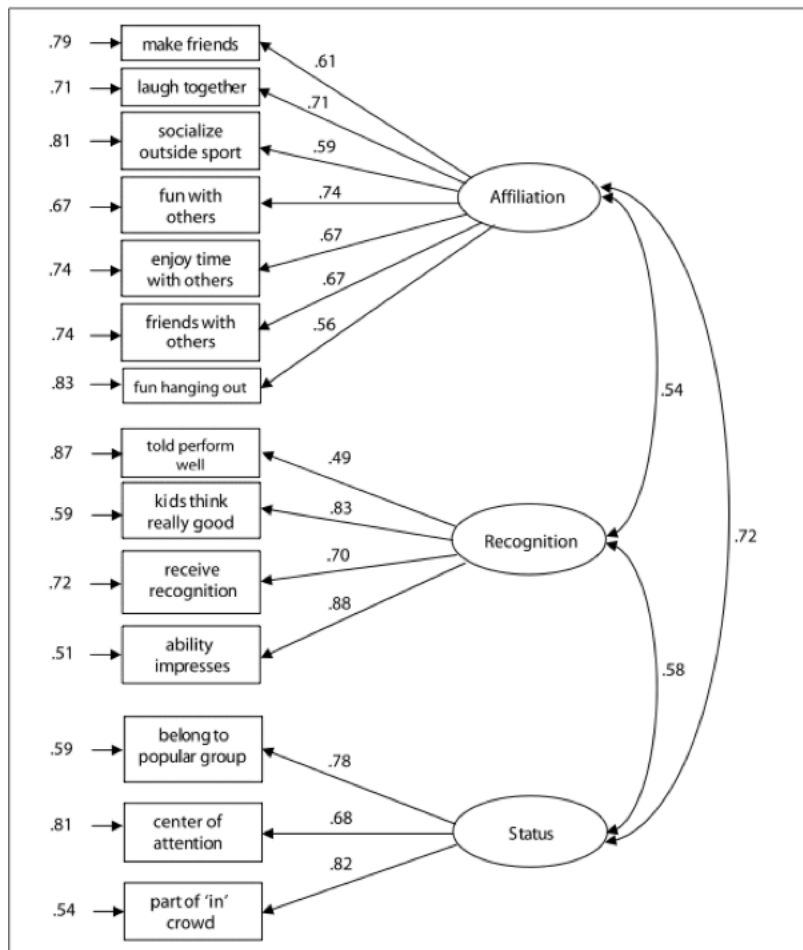 .79
make friends
.61
.71
laugh together
.71
.81
socialize
outside sport
.59
Affiliation
.67
fun with
others
.74
.74
enjoy time
with others
.67
.74
friends with
others
.67
.83
fun hanging out
.56
.54
.72
.87
told perform
well
.49
.59
kids think
really good
.83
Recognition
.72
receive
recognition
.70
.51
ability
impresses
.88
.58
.59
belong to
popular group
.78
.81
center of
attention
.68
Status
.54
part of ‘in’
crowd
.82